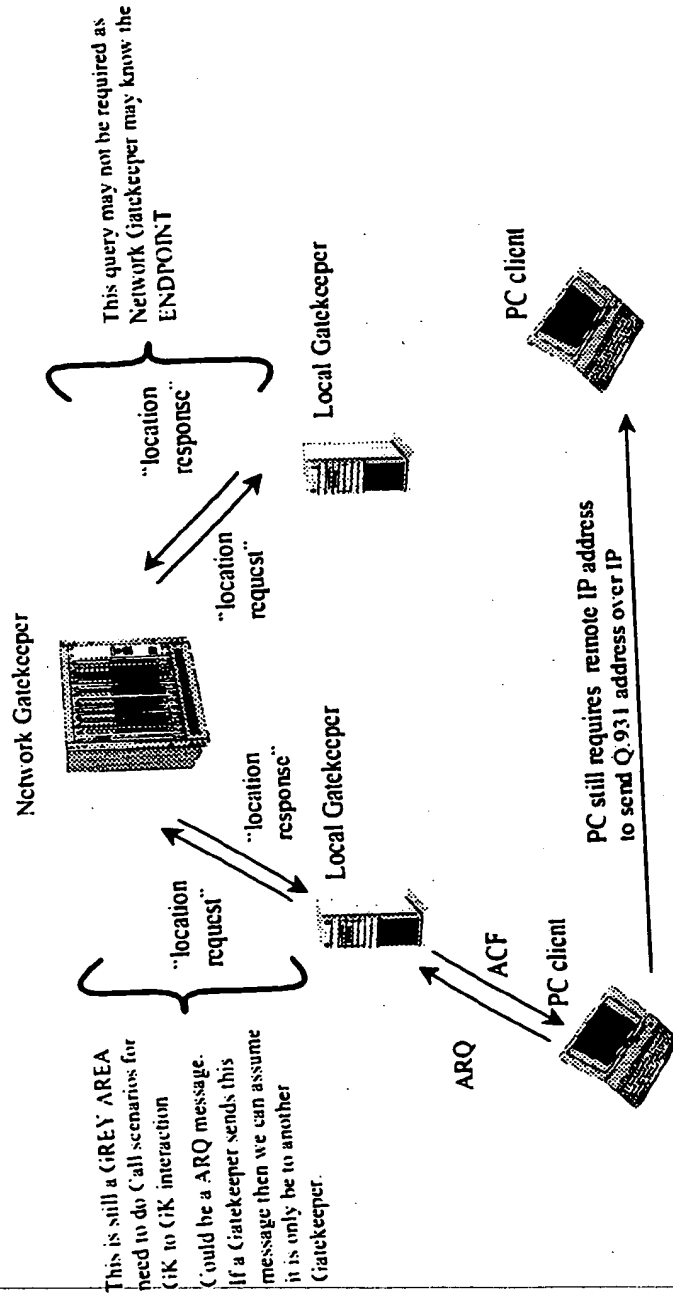 Network Gatekeeper
This is still a GREY AREA
need to do Call scenarios for
GK to GK interaction
Could be a ARQ message.
If a Gatekeeper sends this
message then we can assume
it is only be to another
Gatekeeper.
"location
request"
"location
response"
"location
request"
"location
response"
This query may not be required as
Network Gatekeeper may know the
ENDPOINT
Local Gatekeeper
Local Gatekeeper
ARQ
ACF
PC client
PC client
PC still requires remote IP address
to send Q.931 address over IP